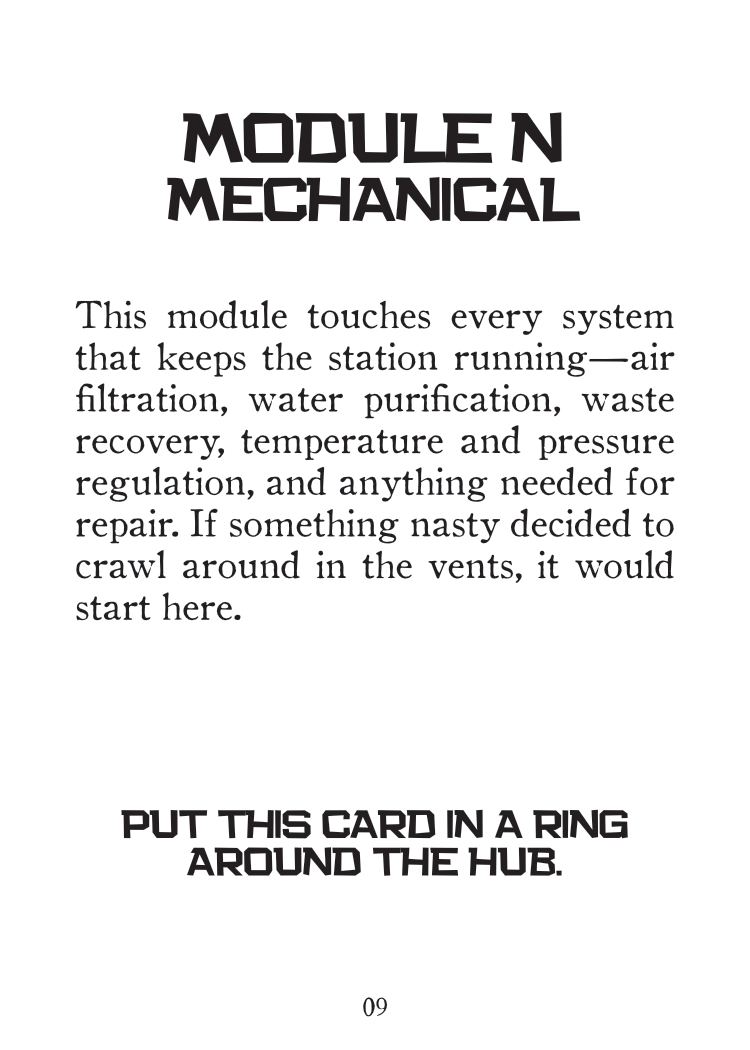 MODULE N
MECHANICAL
This module touches every system
that keeps the station running—air
filtration, water purification, waste
recovery, temperature and pressure
regulation, and anything needed for
repair. If something nasty decided to
crawl around in the vents, it would
start here.
PUT THIS CARD IN A RING
AROUND THE HUB.
09